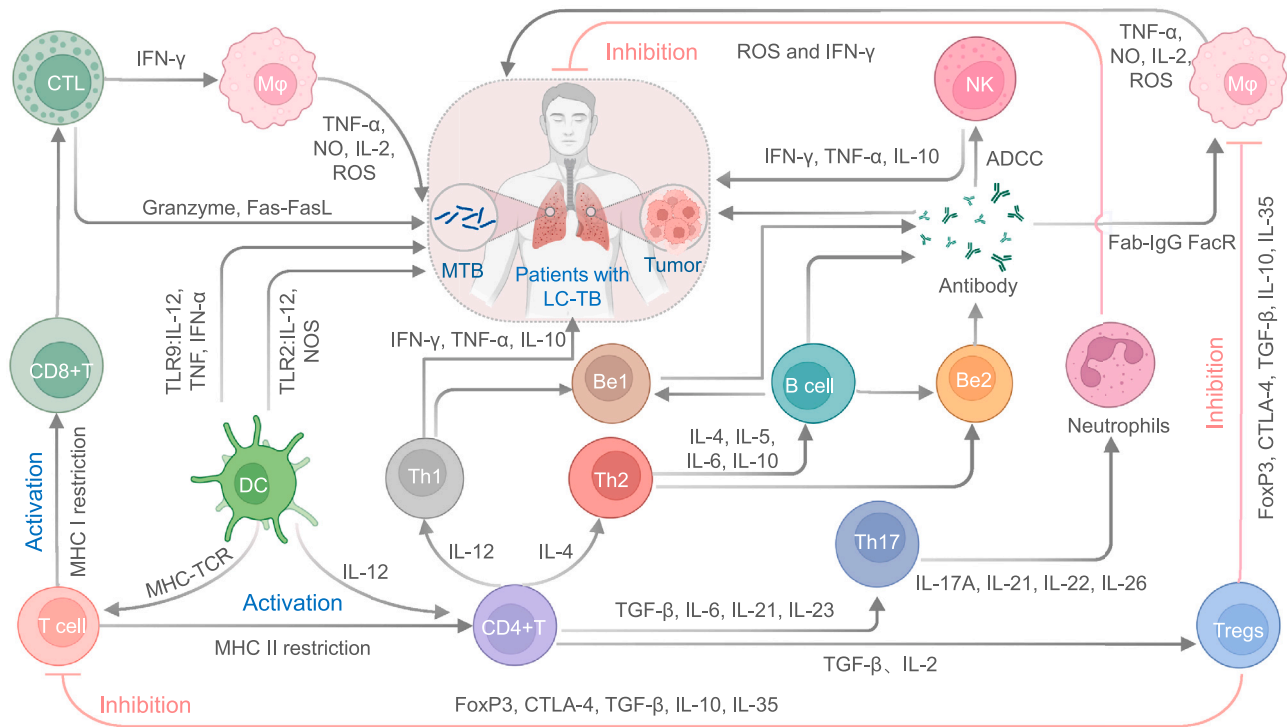 CTL
IFN-γ
Mφ
TNF-α,
NO, IL-2,
ROS
Granzyme, Fas-FasL
Inhibition
ROS and IFN-γ
NK
TNF-α,
NO, IL-2,
ROS
Mφ
IFN-γ, TNF-α, IL-10
ADCC
Fab-IgG FacR
Antibody
MTB
Patients with
LC-TB
Tumor
TLR9:IL-12,
TNF, IFN-α
TLR2:IL-12,
NOS
IFN-γ, TNF-α, IL-10
CD8+T
Be1
B cell
Be2
Neutrophils
Inhibition
FoxP3, CTLA-4, TGF-β, IL-10, IL-35
Activation
MHC I restriction
DC
Th1
Th2
IL-4, IL-5,
IL-6, IL-10
Th17
IL-17A, IL-21, IL-22, IL-26
MHC-TCR
IL-12
IL-12
IL-4
T cell
Activation
MHC II restriction
CD4+T
TGF-β, IL-6, IL-21, IL-23
TGF-β、IL-2
Tregs
Inhibition
FoxP3, CTLA-4, TGF-β, IL-10, IL-35